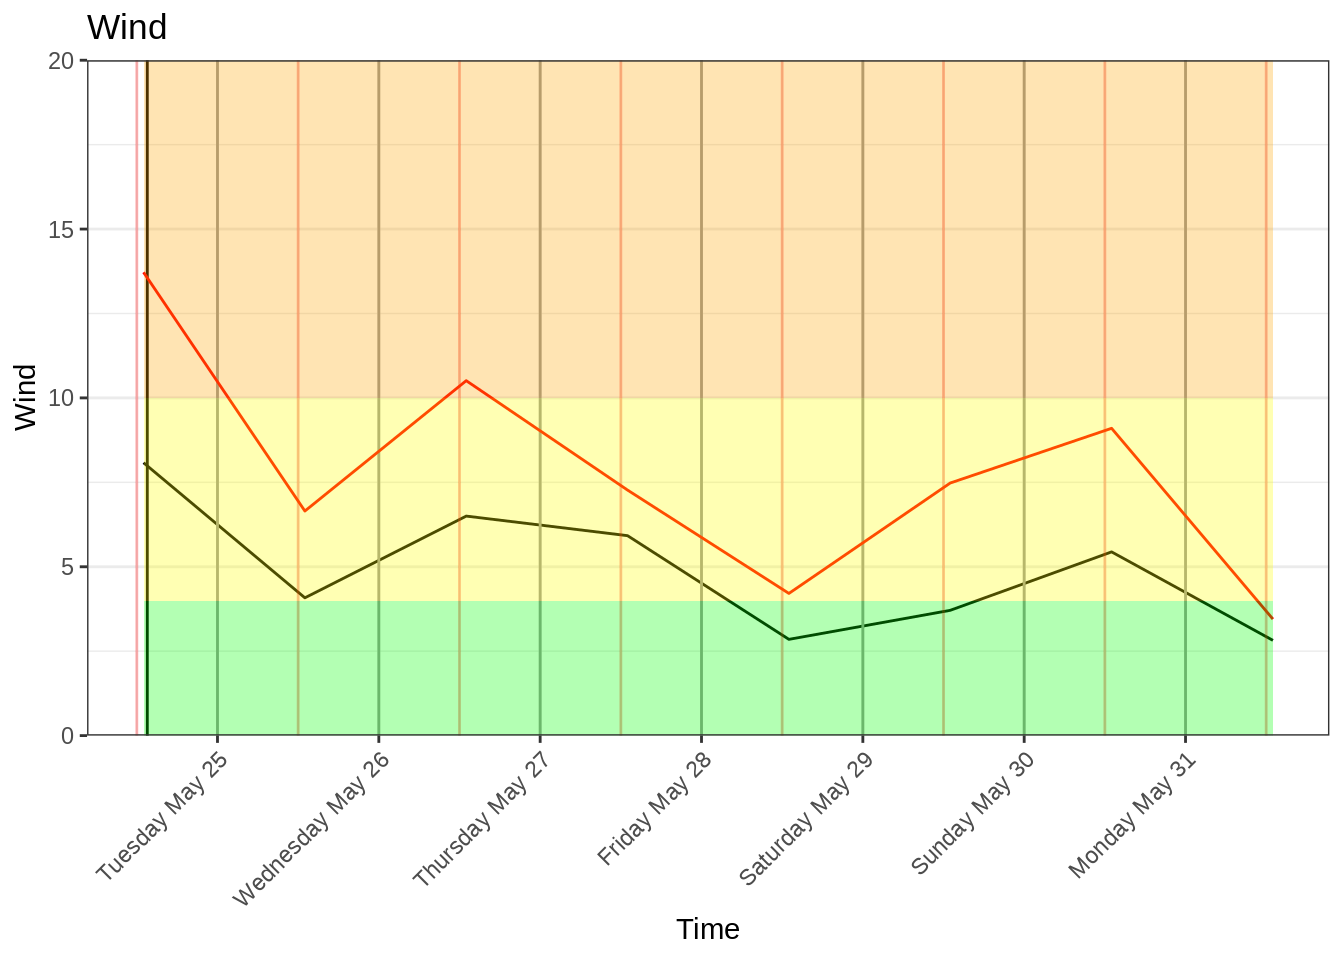 Wind
20
15
10
5
0
Wind
Tuesday May 25
Wednesday May 26
Thursday May 27
Friday May 28
Saturday May 29
Sunday May 30
Monday May 31
Time